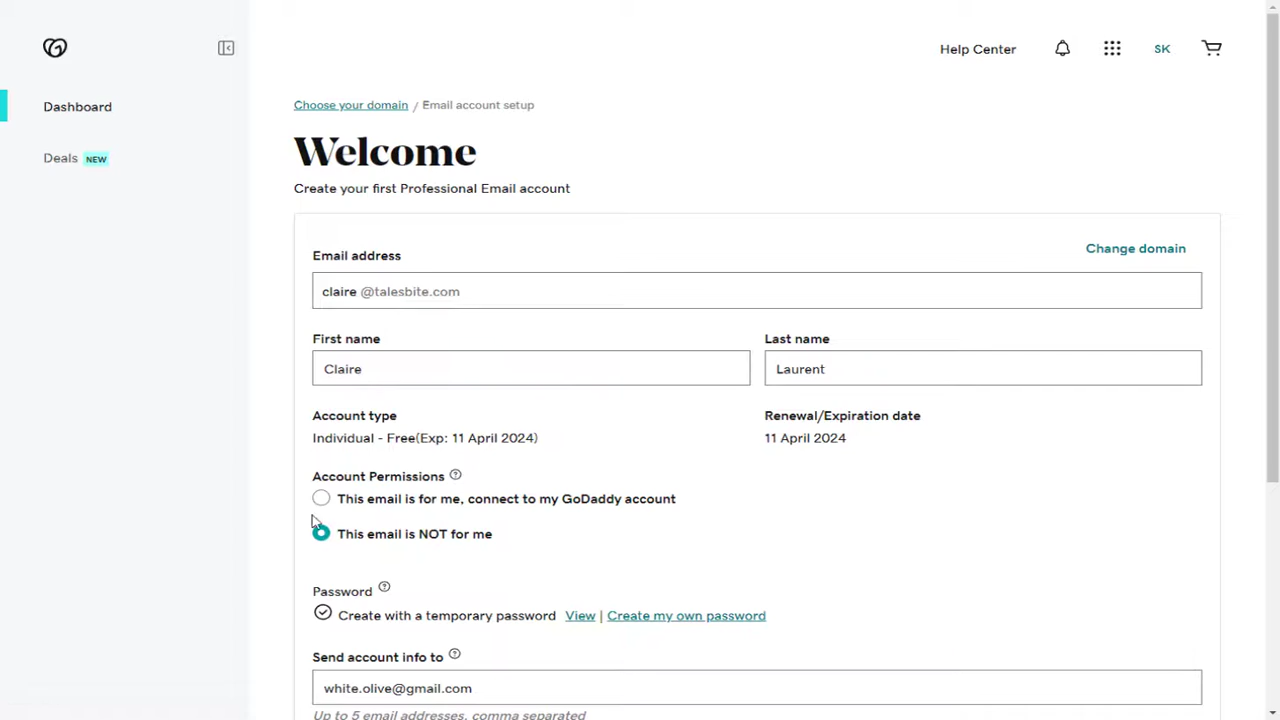 Help Center
SK
Dashboard
Deals NEW
Choose your domain / Email account setup
Welcome
Create your first Professional Email account
Email address
Change domain
claire @talesbite.com
First name
Last name
Claire
Laurent
Account type
Renewal/Expiration date
Individual - Free(Exp: 11 April 2024)
11 April 2024
Account Permissions ?
This email is for me, connect to my GoDaddy account
This email is NOT for me
Password ?
Create with a temporary password View | Create my own password
Send account info to ?
white.olive@gmail.com
Up to 5 email addresses, comma separated